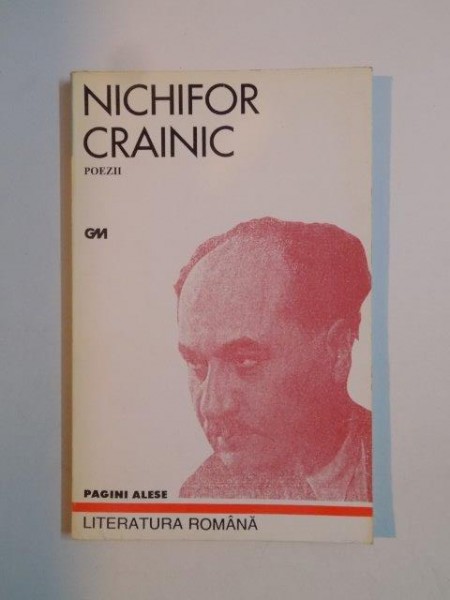 NICHIFOR
CRAINIC
POEZII
GM
PAGINI ALESE
LITERATURA ROMÂNĂ